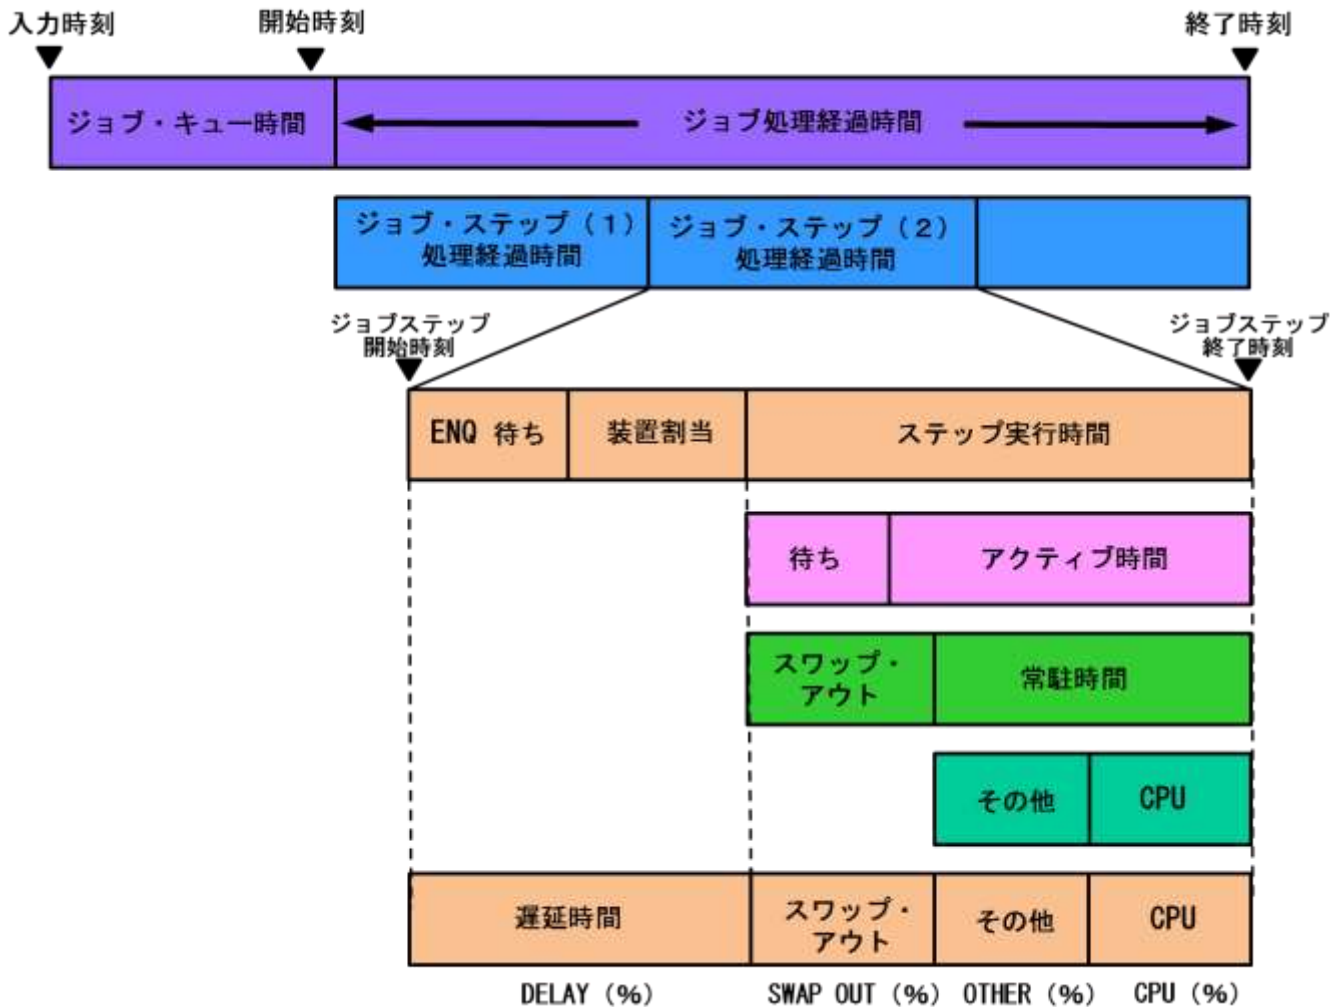 入力時刻
開始時刻
終了時刻
ジョブ・キュー時間
ジョブ処理経過時間
ジョブ・ステップ（１）
処理経過時間
ジョブ・ステップ（２）
処理経過時間
ジョブステップ
開始時刻
ジョブステップ
終了時刻
ENQ 待ち
装置割当
ステップ実行時間
待ち
アクティブ時間
スワップ・
アウト
常駐時間
その他
CPU
遅延時間
スワップ・
アウト
その他
CPU
DELAY (%)
SWAP OUT (%)
OTHER (%)
CPU (%)